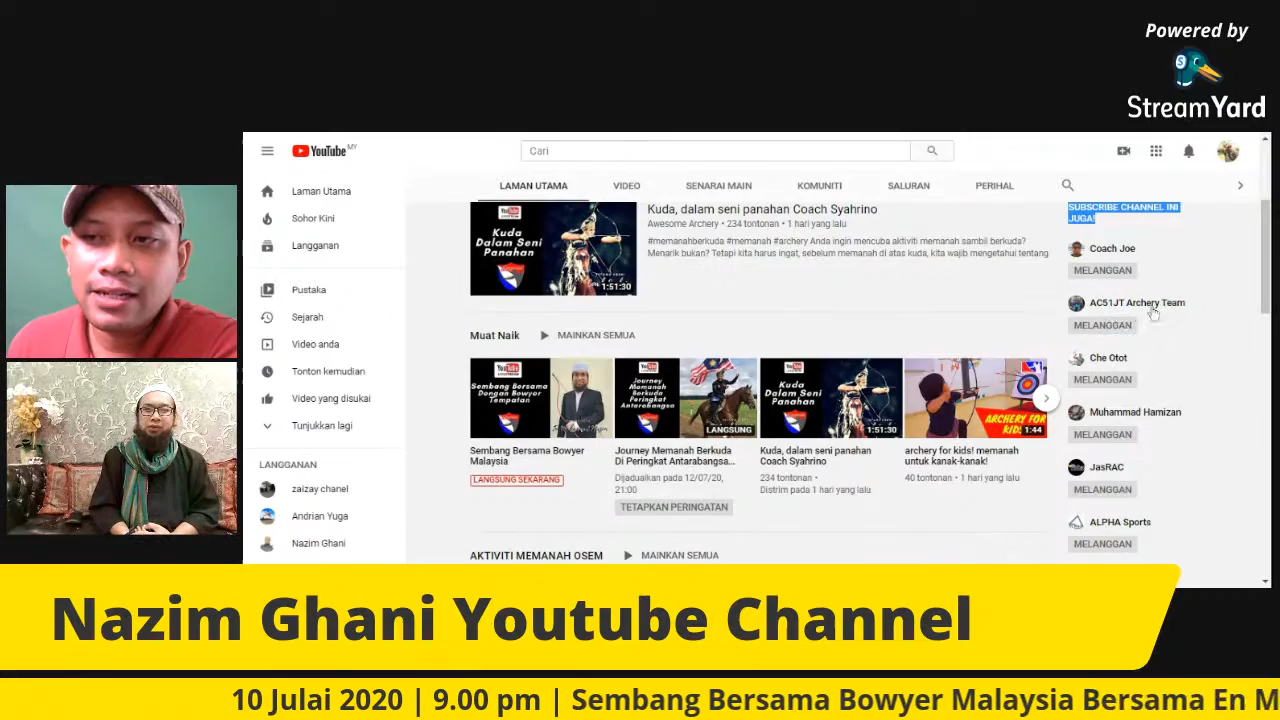 Powered by
StreamYard
YouTube MY
Cari
LAMAN UTAMA
VIDEO
SENARAI MAIN
KOMUNITI
SALURAN
PERIHAL
Laman Utama
Sohor Kini
Langganan
Pustaka
Sejarah
Video anda
Tonton kemudian
Video yang disukai
Tunjukkan lagi
LANGGANAN
zaizay chanel
Andrian Yuga
Nazim Ghani
YouTube
Kuda
Dalam Seni
Panahan
1:51:30
Kuda, dalam seni panahan Coach Syahrino
Awesome Archery • 234 tontonan • 1 hari yang lalu
#memanahberkuda #memanah #archery Anda ingin mencuba aktiviti memanah sambil berkuda?
Menarik bukan? Tetapi kita harus ingat, sebelum memanah di atas kuda, kita wajib mengetahui tentang
Muat Naik
MAINKAN SEMUA
Sembang Bersama
Dengan Bowyer
Tempatan
Journey
Memanah
Berkuda
Peringkat
Antarabangsa
LANGSUNG
Kuda
Dalam Seni
Panahan
1:51:30
ARCHERY FOR
KIDS!
1:44
Sembang Bersama Bowyer
Malaysia
LANGSUNG SEKARANG
Journey Memanah Berkuda
Di Peringkat Antarabangsa...
Dijadualkan pada 12/07/20,
21:00
TETAPKAN PERINGATAN
Kuda, dalam seni panahan
Coach Syahrino
234 tontonan •
Distrim pada 1 hari yang lalu
archery for kids! memanah
untuk kanak-kanak!
40 tontonan • 1 hari yang lalu
AKTIVITI MEMANAH OSEM
MAINKAN SEMUA
SUBSCRIBE CHANNEL INI
JUGA!
Coach Joe
MELANGGAN
AC51JT Archery Team
MELANGGAN
Che Otot
MELANGGAN
Muhammad Hamizan
MELANGGAN
JasRAC
MELANGGAN
ALPHA Sports
MELANGGAN
Nazim Ghani Youtube Channel
10 Julai 2020 | 9.00 pm | Sembang Bersama Bowyer Malaysia Bersama En M